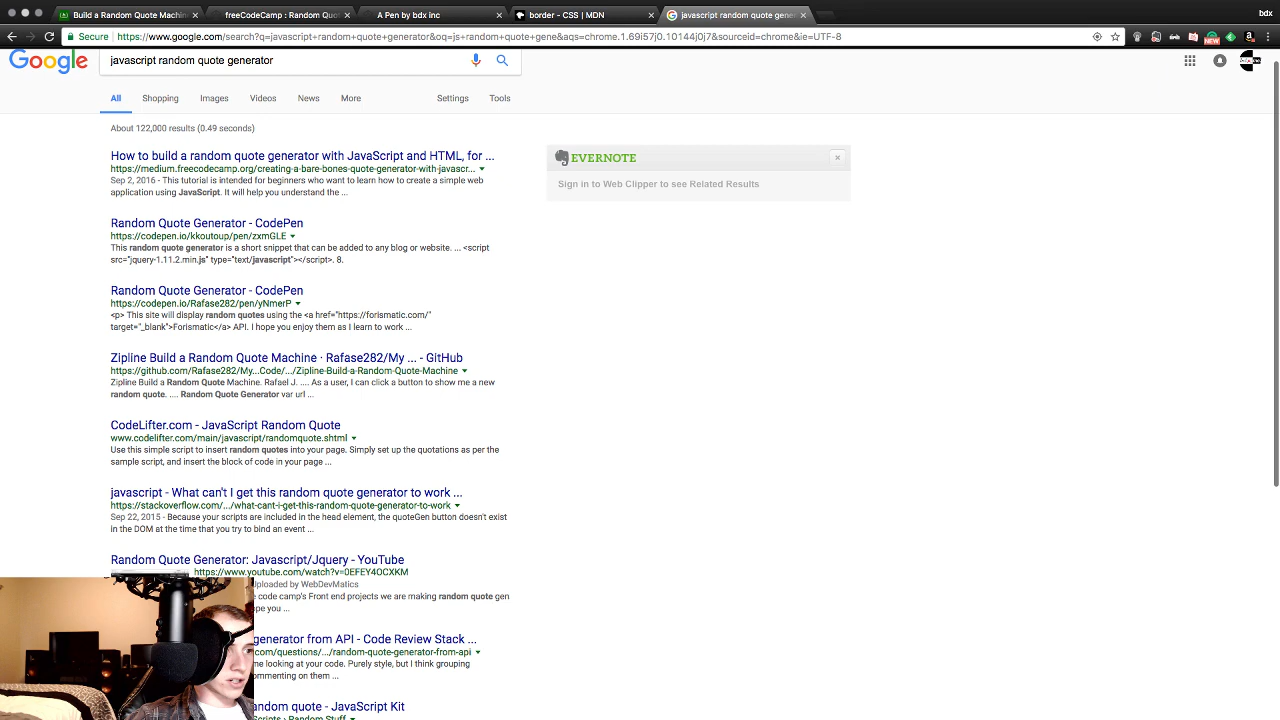 Build a Random Quote Machin
freeCodeCamp : Random Quo
A Pen by bdx inc
border - CSS | MDN
javascript random quote gene
bdx
Secure
https://www.google.com/search?q=javascript+random+quote+generator&oq=js+random+quote+gene&aqs=chrome.1.69i57j0.10144j0j7&sourceid=chrome&ie=UTF-8
NEW
Google
javascript random quote generator
All Shopping Images Videos News More Settings Tools
About 122,000 results (0.49 seconds)
How to build a random quote generator with JavaScript and HTML, for ...
https://medium.freecodecamp.org/creating-a-bare-bones-quote-generator-with-javascr...
Sep 2, 2016 - This tutorial is intended for beginners who want to learn how to create a simple web
application using JavaScript. It will help you understand the ...
EVERNOTE
Sign in to Web Clipper to see Related Results
Random Quote Generator - CodePen
https://codepen.io/kkoutoup/pen/zxmGLE
This random quote generator is a short snippet that can be added to any blog or website. ... <script
src="jquery-1.11.2.min.js" type="text/javascript"></script>. 8.
Random Quote Generator - CodePen
https://codepen.io/Rafase282/pen/yNmerP
<p> This site will display random quotes using the <a href="https://forismatic.com/"
target="_blank">Forismatic</a> API. I hope you enjoy them as I learn to work ...
Zipline Build a Random Quote Machine · Rafase282/My ... - GitHub
https://github.com/Rafase282/My...Code/.../Zipline-Build-a-Random-Quote-Machine
Zipline Build a Random Quote Machine. Rafael J. .... As a user, I can click a button to show me a new
random quote. .... Random Quote Generator var url ...
CodeLifter.com - JavaScript Random Quote
www.codelifter.com/main/javascript/randomquote.shtml
Use this simple script to insert random quotes into your page. Simply set up the quotations as per the
sample script, and insert the block of code in your page ...
javascript - What can't I get this random quote generator to work ...
https://stackoverflow.com/.../what-cant-i-get-this-random-quote-generator-to-work
Sep 22, 2015 - Because your scripts are included in the head element, the quoteGen button doesn't exist
in the DOM at the time that you try to bind an event ...
Random Quote Generator: Javascript/Jquery - YouTube
https://www.youtube.com/watch?v=0EFEY4OCXKM
Uploaded by WebDevMatics
code camp's Front end projects we are making random quote gen
pe you ...
generator from API - Code Review Stack ...
com/questions/.../random-quote-generator-from-api
me looking at your code. Purely style, but I think grouping
ommenting on them ...
andom quote - JavaScript Kit
Scripts › Random Stuff